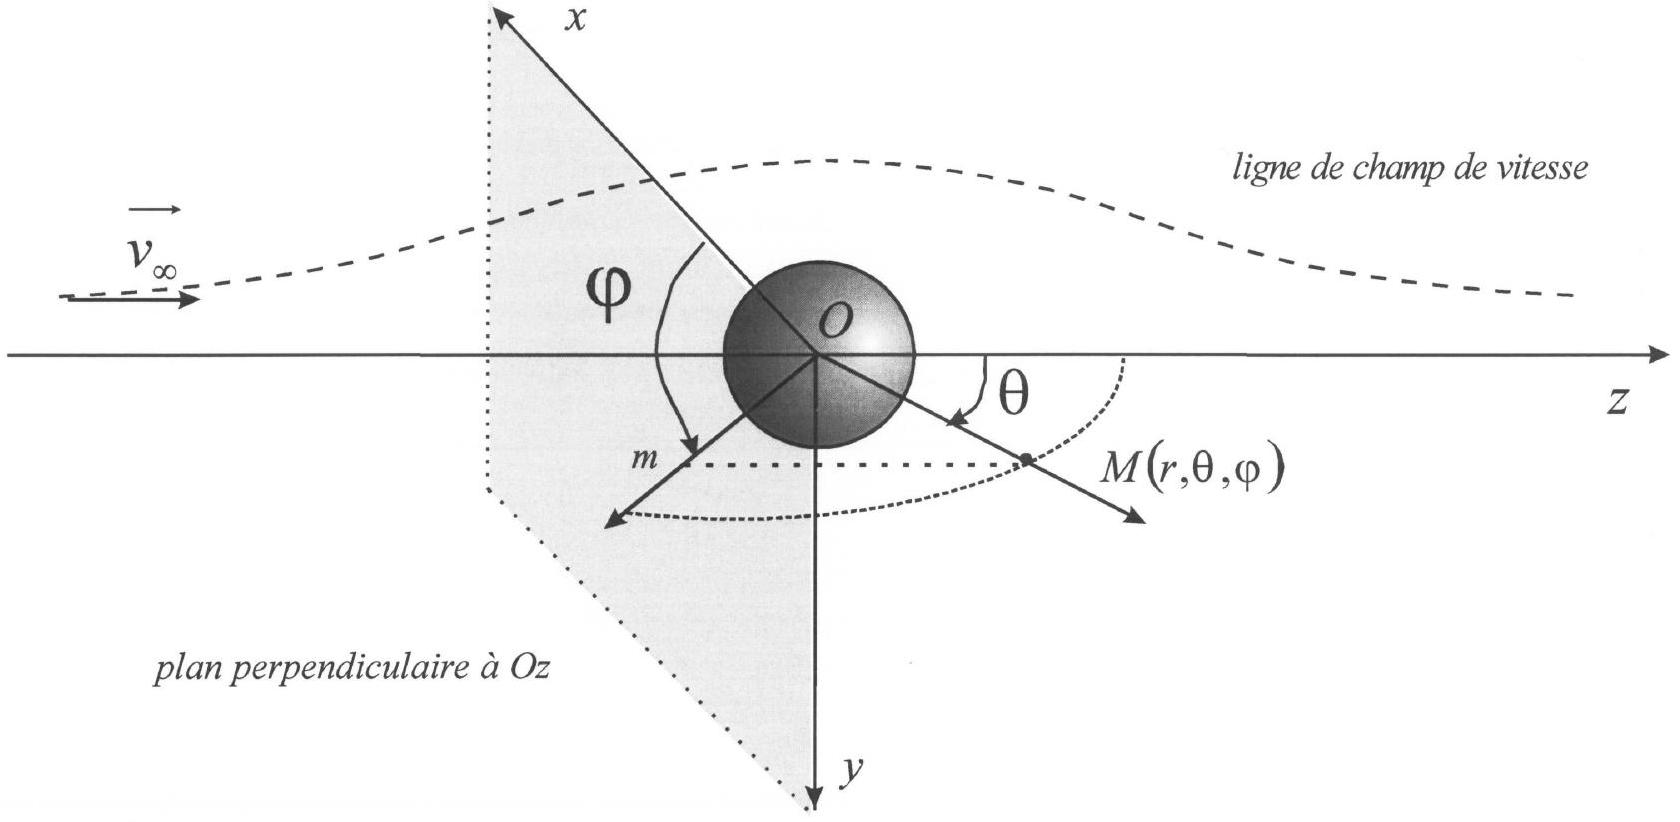 x
ligne de champ de vitesse
v∞
φ
O
θ
z
m
M(r,θ,φ)
plan perpendiculaire à Oz
y